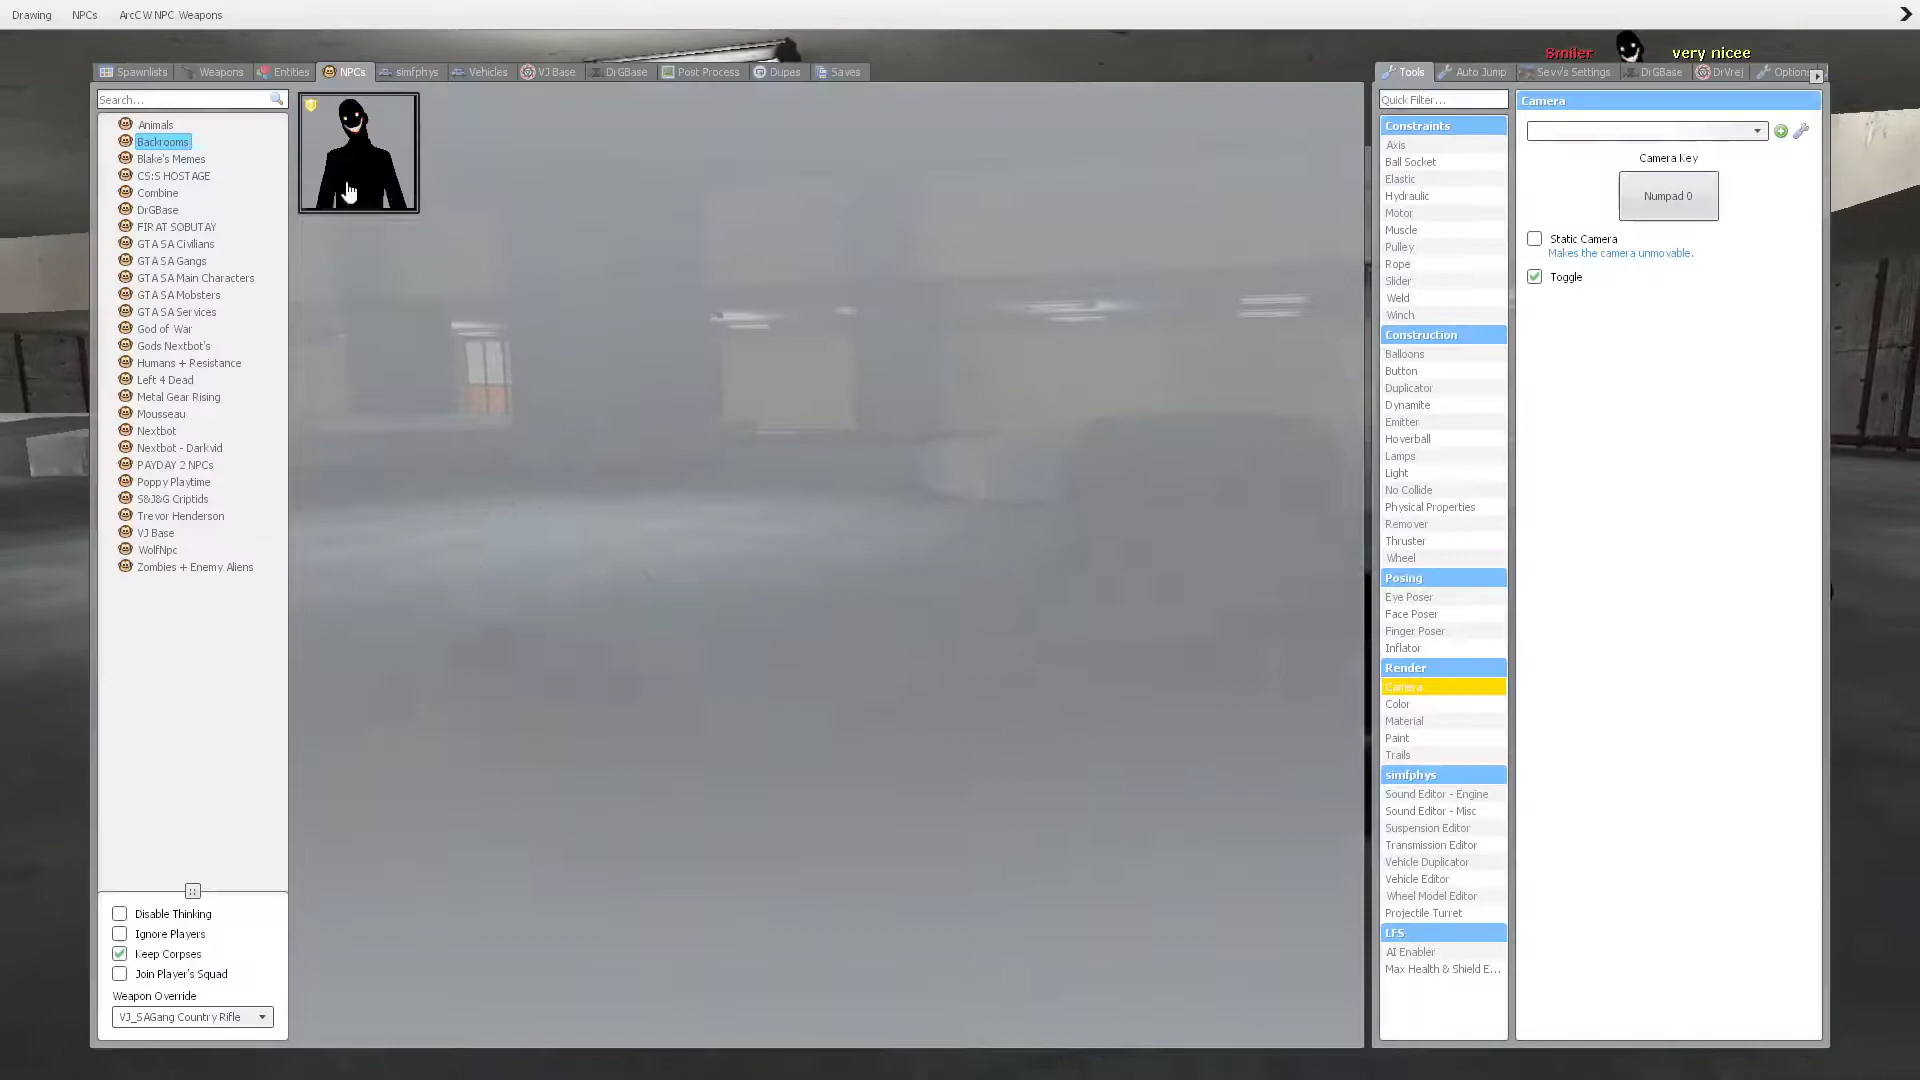 Drawing NPCs ArcCW NPC Weapons
Smiler very nicee
Spawnlists Weapons Entities NPCs simfphys Vehicles VJ Base DrGBase Post Process Dupes Saves
Tools Auto Jump Sevv's Settings DrGBase DrVrej Option
Search...
Animals
Backrooms
Blake's Memes
CS:S HOSTAGE
Combine
DrGBase
FIRAT SOBUTAY
GTA SA Civilians
GTA SA Gangs
GTA SA Main Characters
GTA SA Mobsters
GTA SA Services
God of War
Gods Nextbot's
Humans + Resistance
Left 4 Dead
Metal Gear Rising
Mousseau
Nextbot
Nextbot - Darkvid
PAYDAY 2 NPCs
Poppy Playtime
S&J&G Criptids
Trevor Henderson
VJ Base
WolfNpc
Zombies + Enemy Aliens
Disable Thinking
Ignore Players
Keep Corpses
Join Player's Squad
Weapon Override
VJ_SAGang Country Rifle
Quick Filter...
Constraints
Axis
Ball Socket
Elastic
Hydraulic
Motor
Muscle
Pulley
Rope
Slider
Weld
Winch
Construction
Balloons
Button
Duplicator
Dynamite
Emitter
Hoverball
Lamps
Light
No Collide
Physical Properties
Remover
Thruster
Wheel
Posing
Eye Poser
Face Poser
Finger Poser
Inflator
Render
Camera
Color
Material
Paint
Trails
simfphys
Sound Editor - Engine
Sound Editor - Misc
Suspension Editor
Transmission Editor
Vehicle Duplicator
Vehicle Editor
Wheel Model Editor
Projectile Turret
LFS
AI Enabler
Max Health & Shield E...
Camera
Camera Key
Numpad 0
Static Camera
Makes the camera unmovable.
Toggle